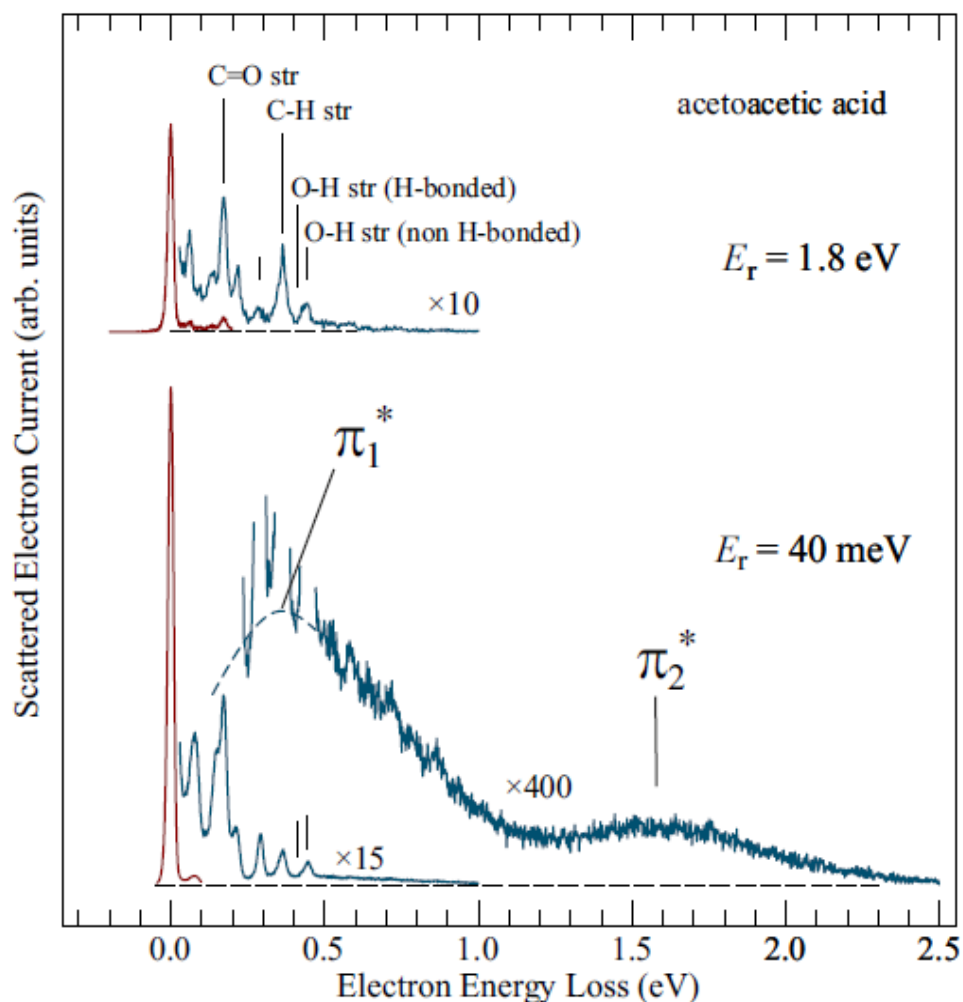 C=O str
acetoacetic acid
C-H str
O-H str (H-bonded)
O-H str (non H-bonded)
E_r = 1.8 eV
×10
π₁*
E_r = 40 meV
π₂*
×400
×15
0.0 0.5 1.0 1.5 2.0 2.5
Electron Energy Loss (eV)
Scattered Electron Current (arb. units)